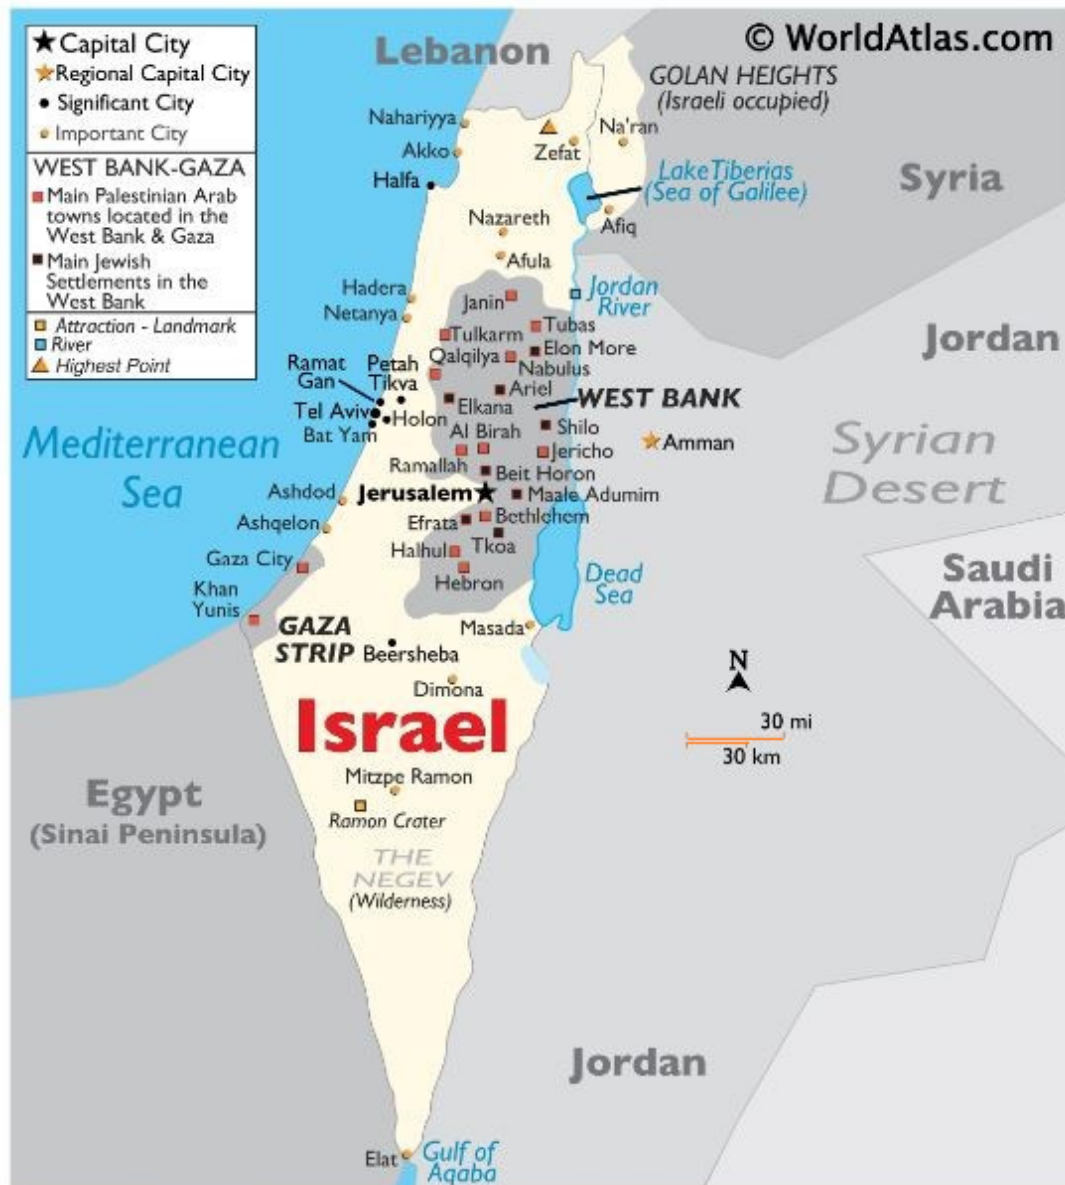 © WorldAtlas.com
Capital City
Regional Capital City
Significant City
Important City
WEST BANK-GAZA
Main Palestinian Arab
towns located in the
West Bank & Gaza
Main Jewish
Settlements in the
West Bank
Attraction - Landmark
River
Highest Point
Lebanon
GOLAN HEIGHTS
(Israeli occupied)
Nahariyya
Akko
Halfa
Zefat
Na'ran
Lake Tiberias
(Sea of Galilee)
Syria
Nazareth
Afiq
Afula
Hadera
Netanya
Janin
Jordan
River
Tulkarm
Tubas
Jordan
Qalqilya
Elon More
Nabulus
Ramat
Gan
Petah
Tikva
Ariel
WEST BANK
Elkana
Tel Aviv
Holon
Bat Yam
Al Birah
Shilo
Amman
Mediterranean
Sea
Syrian
Desert
Ramallah
Jericho
Beit Horon
Ashdod
Jerusalem
Maale Adumim
Ashqelon
Efrata
Bethlehem
Gaza City
Halhul
Tkoa
Hebron
Dead
Sea
Saudi
Arabia
Khan
Yunis
GAZA
STRIP
Masada
Beersheba
Dimona
N
Israel
30 mi
30 km
Mitzpe Ramon
Egypt
(Sinai Peninsula)
Ramon Crater
THE
NEGEV
(Wilderness)
Jordan
Elat
Gulf of
Aqaba